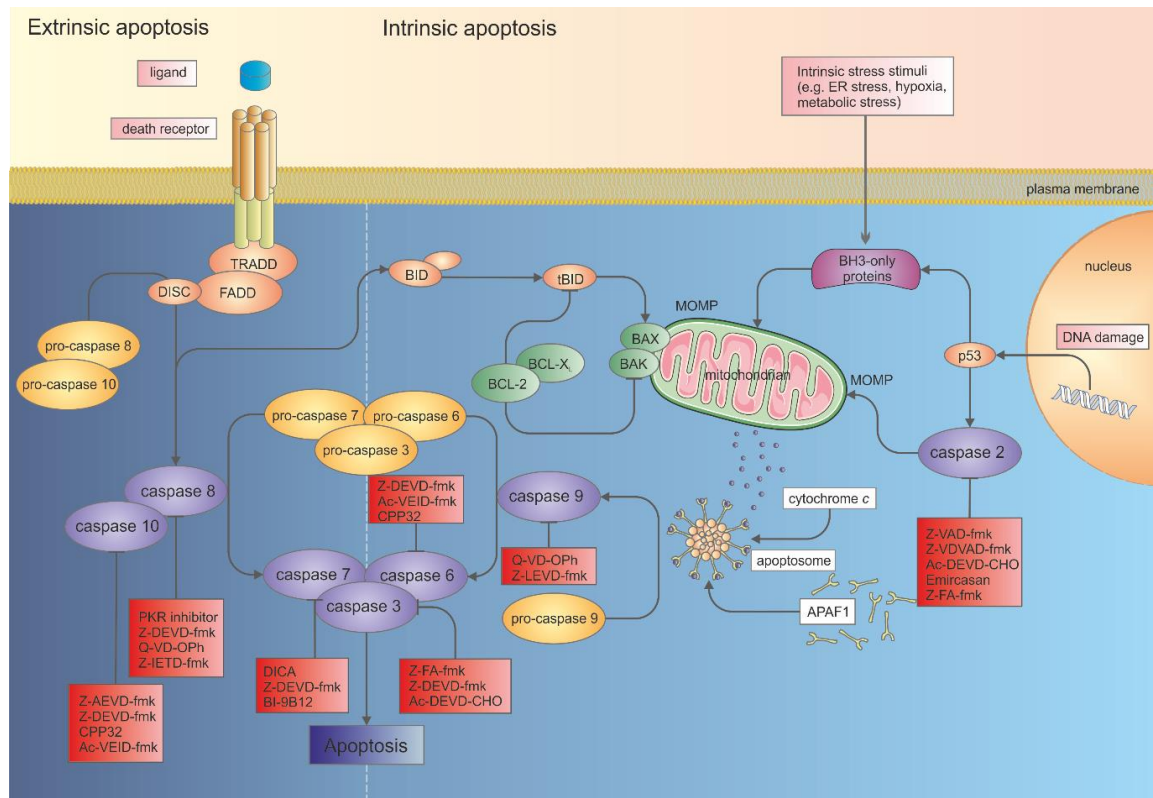 Extrinsic apoptosis
Intrinsic apoptosis
ligand
death receptor
Intrinsic stress stimuli
(e.g. ER stress, hypoxia,
metabolic stress)
plasma membrane
TRADD
DISC
FADD
BID
tBID
BH3-only
proteins
nucleus
MOMP
DNA damage
pro-caspase 8
pro-caspase 10
BAX
BAK
BCL-XL
BCL-2
mitochondrian
MOMP
p53
pro-caspase 7
pro-caspase 6
pro-caspase 3
caspase 2
caspase 8
caspase 10
Z-DEVD-fmk
Ac-VEID-fmk
CPP32
caspase 9
cytochrome c
Q-VD-OPh
Z-LEVD-fmk
apoptosome
Z-VAD-fmk
Z-VDVAD-fmk
Ac-DEVD-CHO
Emircasan
Z-FA-fmk
caspase 7
caspase 6
caspase 3
pro-caspase 9
APAF1
PKR inhibitor
Z-DEVD-fmk
Q-VD-OPh
Z-IETD-fmk
DICA
Z-DEVD-fmk
BI-9B12
Z-FA-fmk
Z-DEVD-fmk
Ac-DEVD-CHO
Z-AEVD-fmk
Z-DEVD-fmk
CPP32
Ac-VEID-fmk
Apoptosis